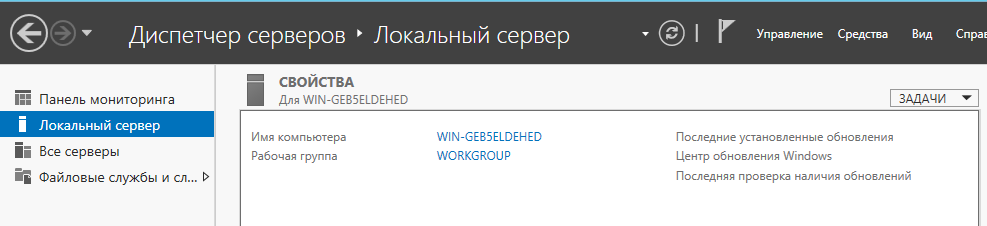 Диспетчер серверов ‣ Локальный сервер
Управление Средства Вид Справ
Панель мониторинга
Локальный сервер
Все серверы
Файловые службы и сл...
СВОЙСТВА
Для WIN-GEB5ELDEHED
ЗАДАЧИ
Имя компьютера WIN-GEB5ELDEHED
Рабочая группа WORKGROUP
Последние установленные обновления
Центр обновления Windows
Последняя проверка наличия обновлений